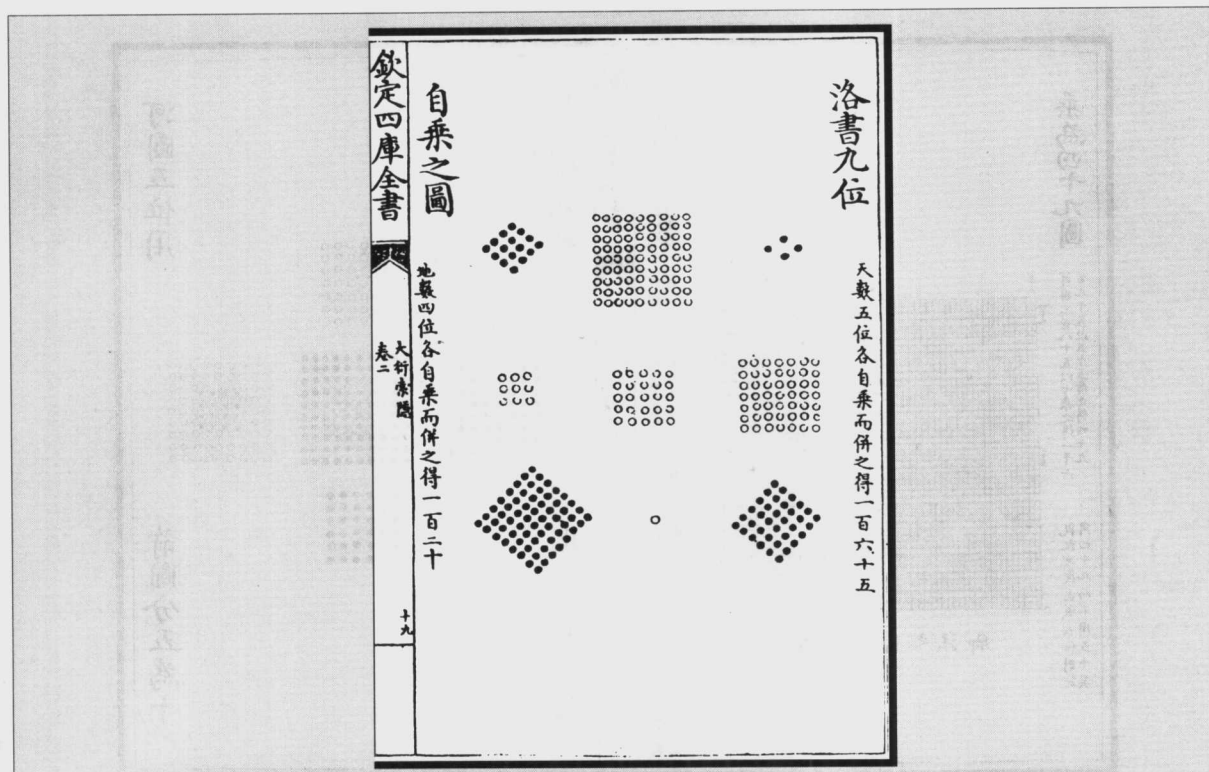 洛書九位
天數五位各自乘而併之得一百六十五
自乘之圖
地數四位各自乘而併之得一百二十
欽定四庫全書
大衍索隱
卷二
十九